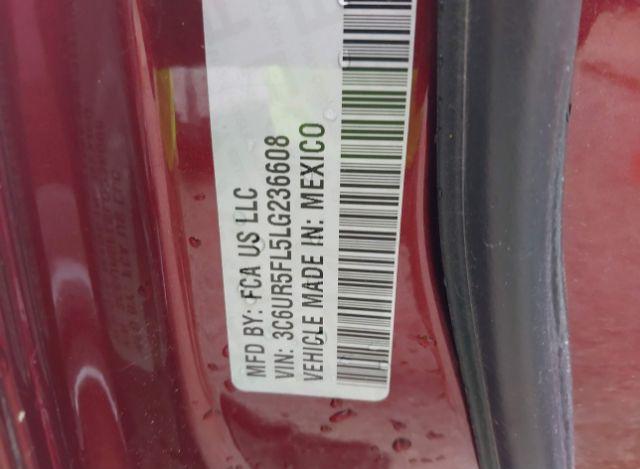 MFD BY: FCA US LLC
VIN: 3C6UR5FL5LG236608
VEHICLE MADE IN: MEXICO